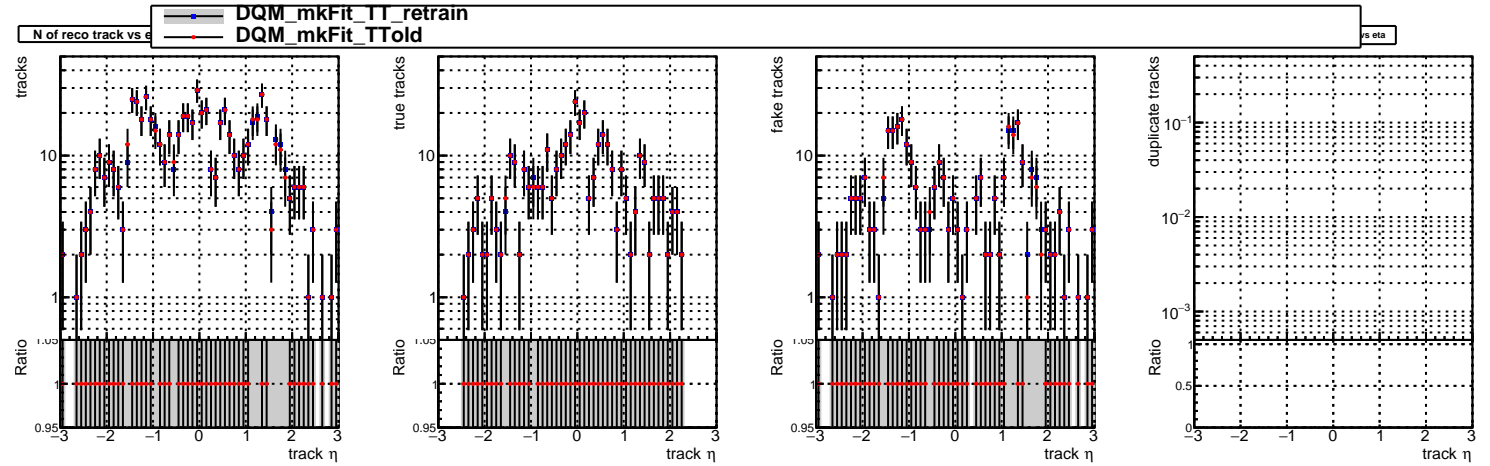 DQM_mkFit_TT_retrain
DQM_mkFit_TTold
N of reco track vs e
vs eta
tracks
10
1
Ratio
1.05
1
0.95
−3 −2 −1 0 1 2 3
track η
true tracks
10
1
Ratio
1.05
1
0.95
−3 −2 −1 0 1 2 3
track η
fake tracks
10
1
Ratio
1.05
1
0.95
−3 −2 −1 0 1 2 3
track η
duplicate tracks
10⁻¹
10⁻²
10⁻³
Ratio
1
0.5
0
−3 −2 −1 0 1 2 3
track η